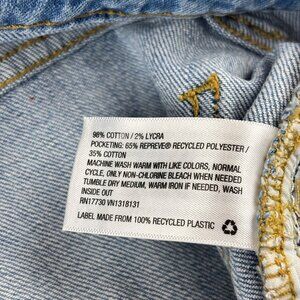 98% COTTON / 2% LYCRA
POCKETING: 65% REPREVE® RECYCLED POLYESTER /
35% COTTON
MACHINE WASH WARM WITH LIKE COLORS, NORMAL
CYCLE, ONLY NON-CHLORINE BLEACH WHEN NEEDED
TUMBLE DRY MEDIUM, WARM IRON IF NEEDED, WASH
INSIDE OUT
RN17730 VN1318131
LABEL MADE FROM 100% RECYCLED PLASTIC